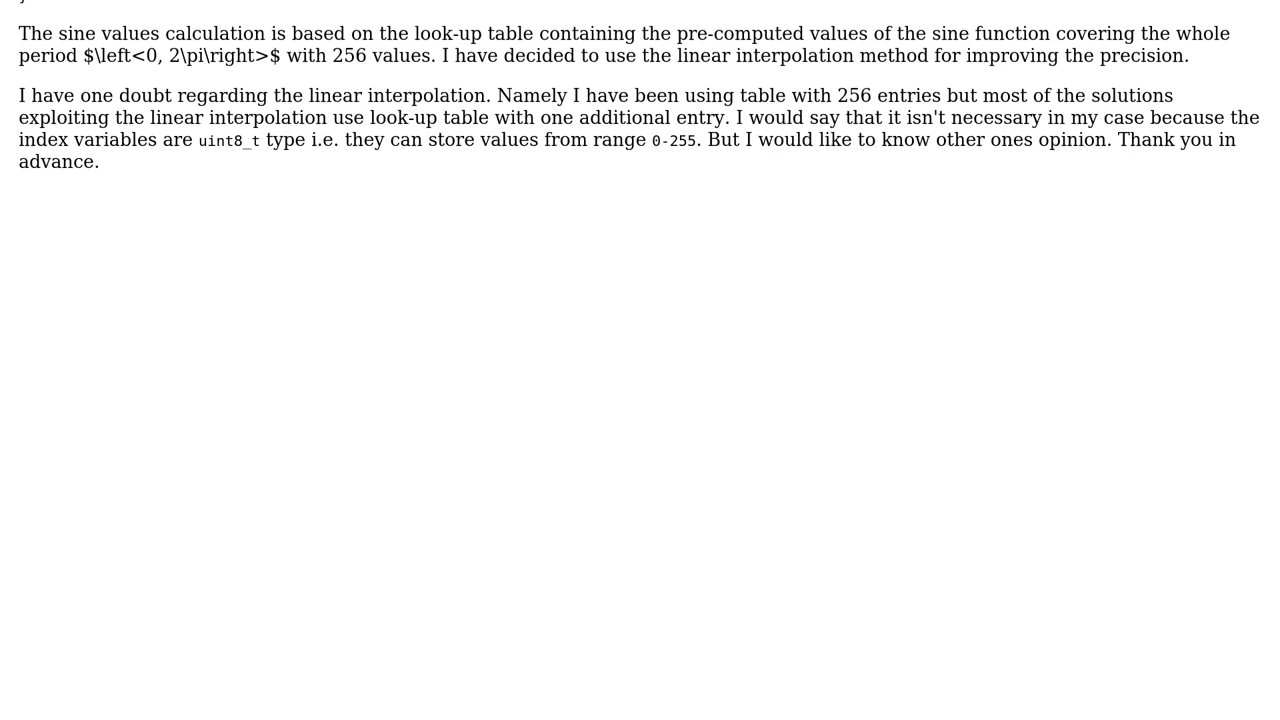 The sine values calculation is based on the look-up table containing the pre-computed values of the sine function covering the whole
period $\left<0, 2\pi\right>$ with 256 values. I have decided to use the linear interpolation method for improving the precision.
I have one doubt regarding the linear interpolation. Namely I have been using table with 256 entries but most of the solutions
exploiting the linear interpolation use look-up table with one additional entry. I would say that it isn't necessary in my case because the
index variables are uint8_t type i.e. they can store values from range 0-255. But I would like to know other ones opinion. Thank you in
advance.